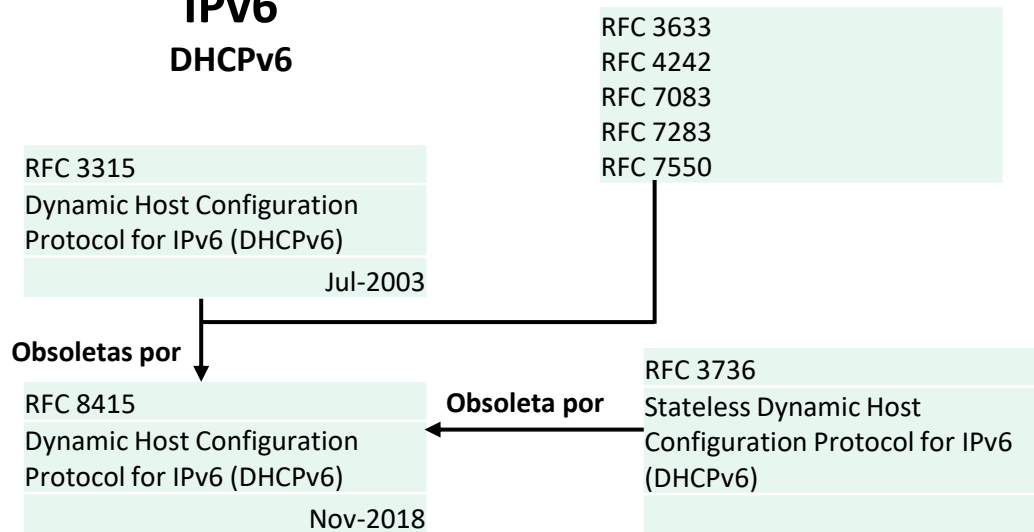 IPv6
DHCPv6
RFC 3633
RFC 4242
RFC 7083
RFC 7283
RFC 7550
RFC 3315
Dynamic Host Configuration
Protocol for IPv6 (DHCPv6)
Jul-2003
Obsoletas por
RFC 8415
Dynamic Host Configuration
Protocol for IPv6 (DHCPv6)
Nov-2018
Obsoleta por
RFC 3736
Stateless Dynamic Host
Configuration Protocol for IPv6
(DHCPv6)